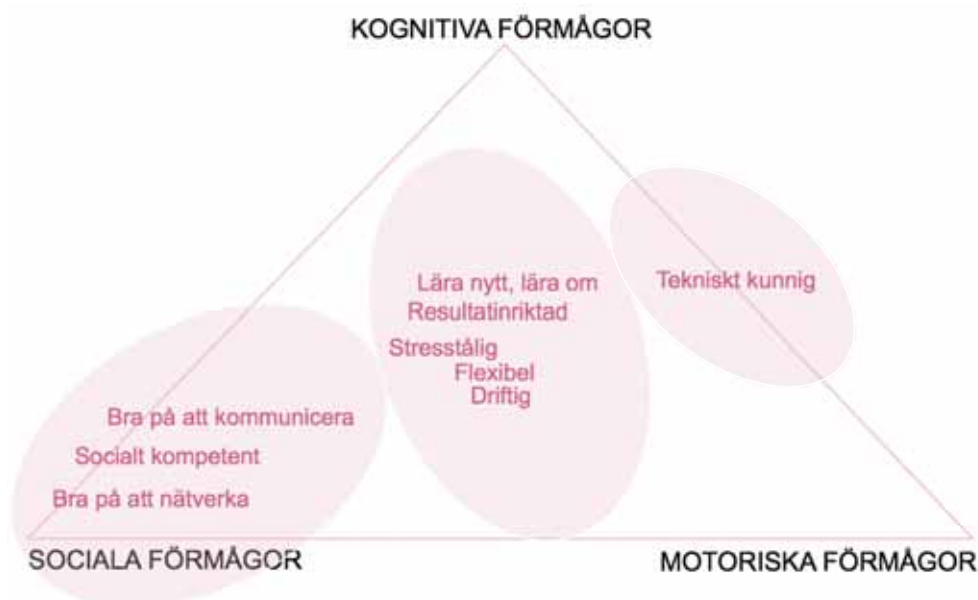 KOGNITIVA FÖRMÅGOR
Lära nytt, lära om
Resultatinriktad
Stresstålig
Flexibel
Driftig
Tekniskt kunnig
Bra på att kommunicera
Socialt kompetent
Bra på att nätverka
SOCIALA FÖRMÅGOR
MOTORISKA FÖRMÅGOR